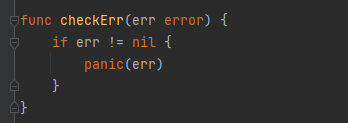 func checkErr(err error) {
    if err != nil {
        panic(err)
    }
}